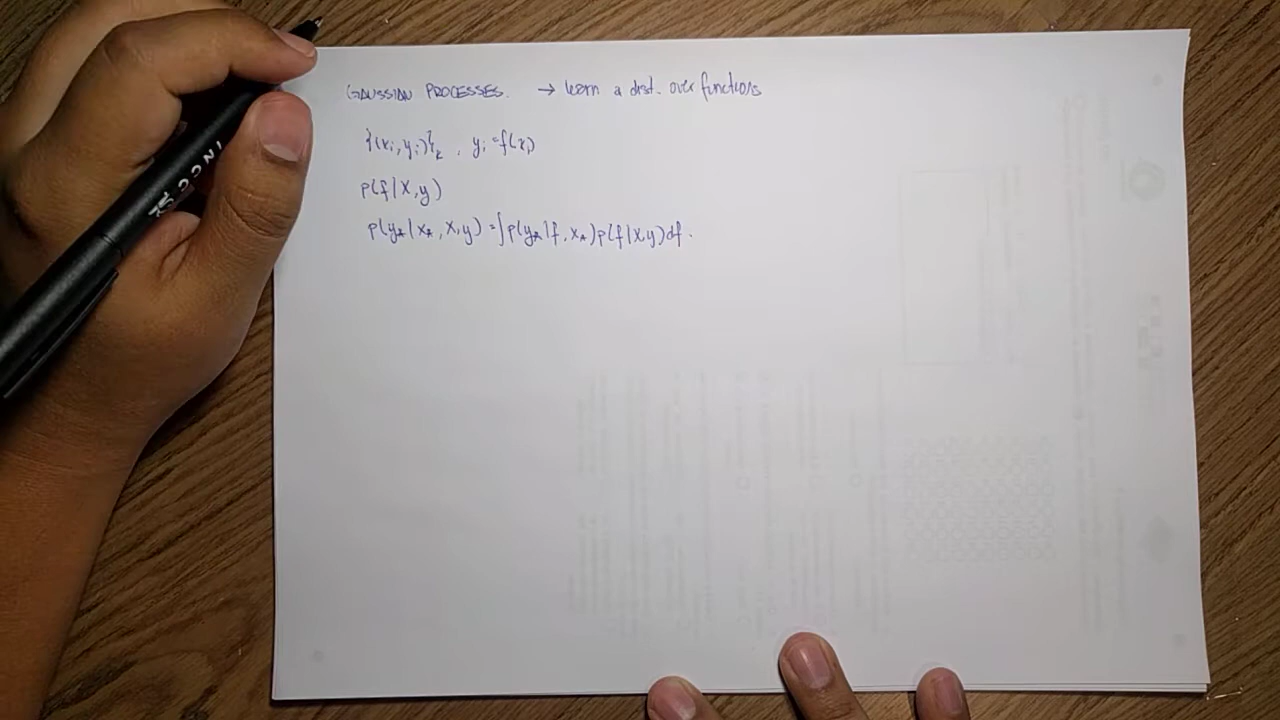 GAUSSIAN PROCESSES. → learn a dist. over functions
{(xi, yi)}k , yi = f(xi)
p(f|X,y)
p(y*|x*, X,y) = ∫p(y*|f, x*)p(f|X,y)df.